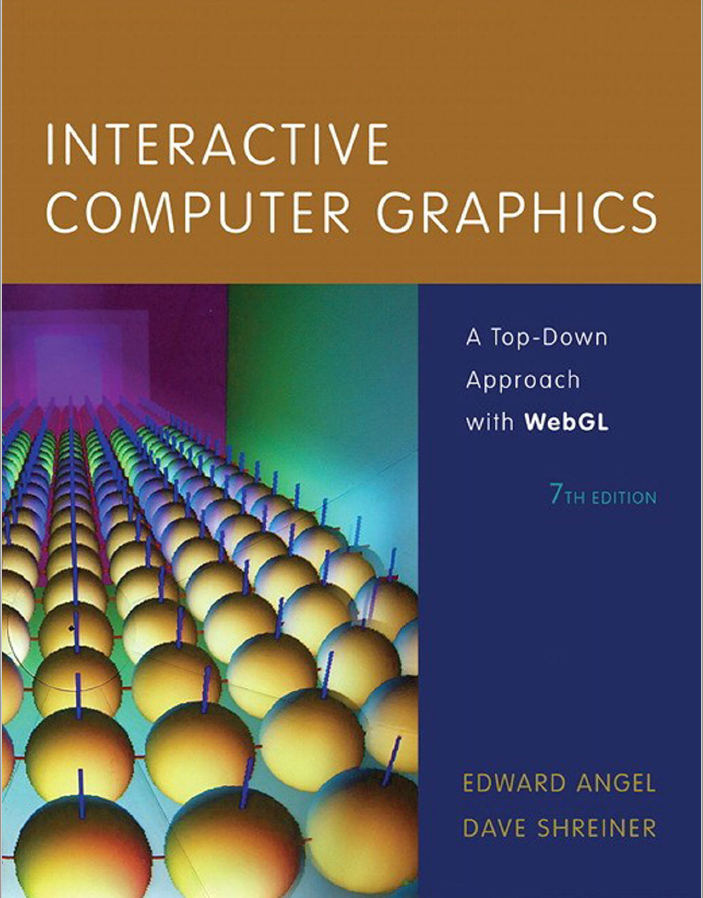 INTERACTIVE
COMPUTER GRAPHICS
A Top-Down
Approach
with WebGL
7TH EDITION
EDWARD ANGEL
DAVE SHREINER